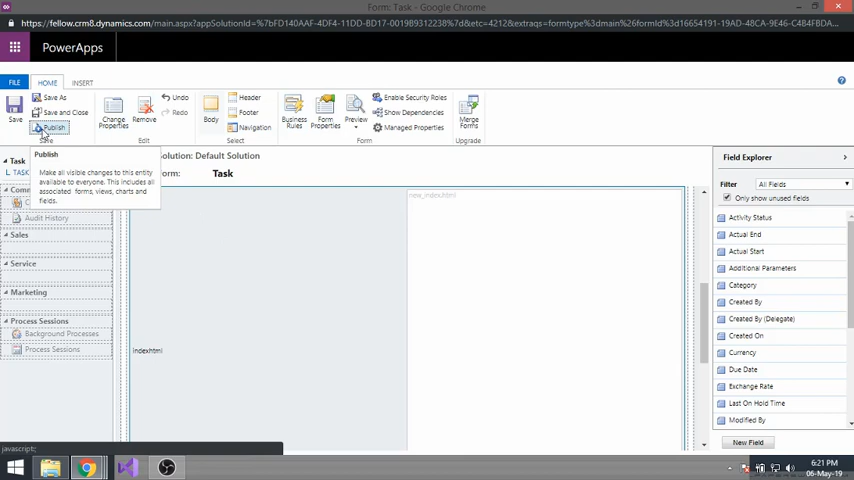 Form: Task - Google Chrome
https://fellow.crm8.dynamics.com/main.aspx?appSolutionId=%7bFD140AAF-4DF4-11DD-BD17-0019B9312238%7d&etc=4212&extraqs=formtype%3dmain%26formId%3d16654191-19AD-4C9A-9E46-C4B4FBDA...
PowerApps
FILE HOME INSERT
Save
Save As
Save and Close
Publish
Save
Change Properties
Remove
Undo
Redo
Edit
Body
Header
Footer
Navigation
Select
Business Rules
Form Properties
Preview
Enable Security Roles
Show Dependencies
Managed Properties
Form
Merge Forms
Upgrade
Publish
Make all visible changes to this entity
available to everyone. This includes all
associated forms, views, charts and
fields.
Task
TASK
Comm
Audit History
Sales
Service
Marketing
Process Sessions
Background Processes
Process Sessions
Solution: Default Solution
Form: Task
new_index.html
indexhtml
Field Explorer
Filter All Fields
Only show unused fields
Activity Status
Actual End
Actual Start
Additional Parameters
Category
Created By
Created By (Delegate)
Created On
Currency
Due Date
Exchange Rate
Last On Hold Time
Modified By
New Field
javascript:;
6:21 PM
06-May-19